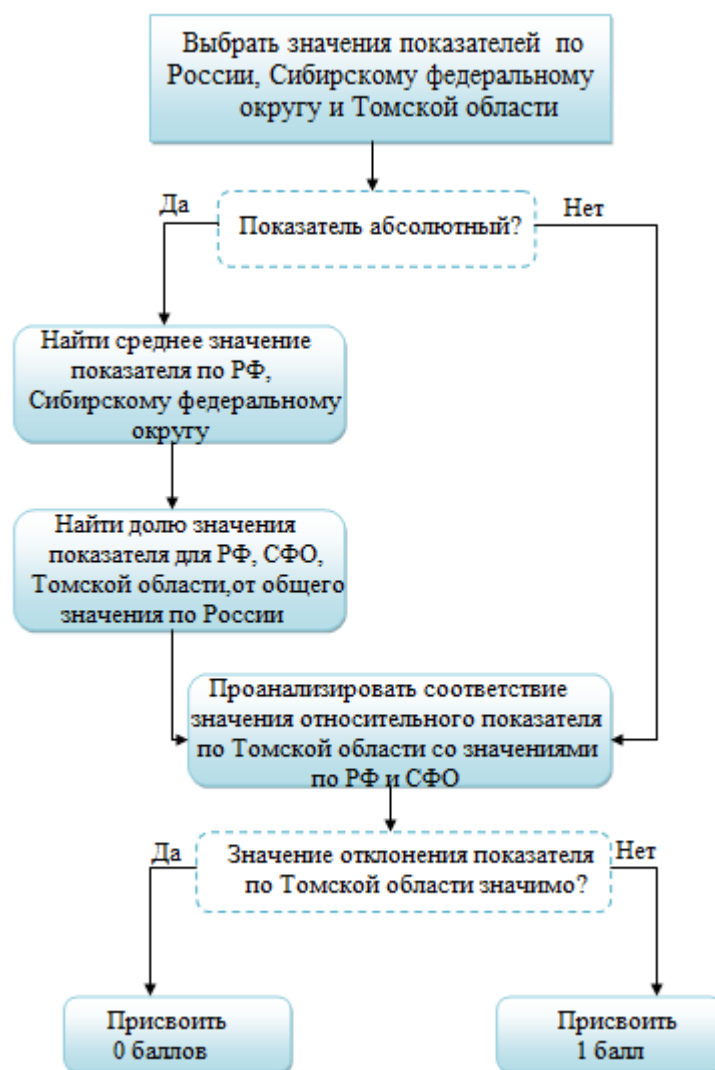 Выбрать значения показателей по
России, Сибирскому федеральному
округу и Томской области
Да
Показатель абсолютный?
Нет
Найти среднее значение
показателя по РФ,
Сибирскому федеральному
округу
Найти долю значения
показателя для РФ, СФО,
Томской области,от общего
значения по России
Проанализировать соответствие
значения относительного показателя
по Томской области со значениями
по РФ и СФО
Да
Значение отклонения показателя
по Томской области значимо?
Нет
Присвоить
0 баллов
Присвоить
1 балл